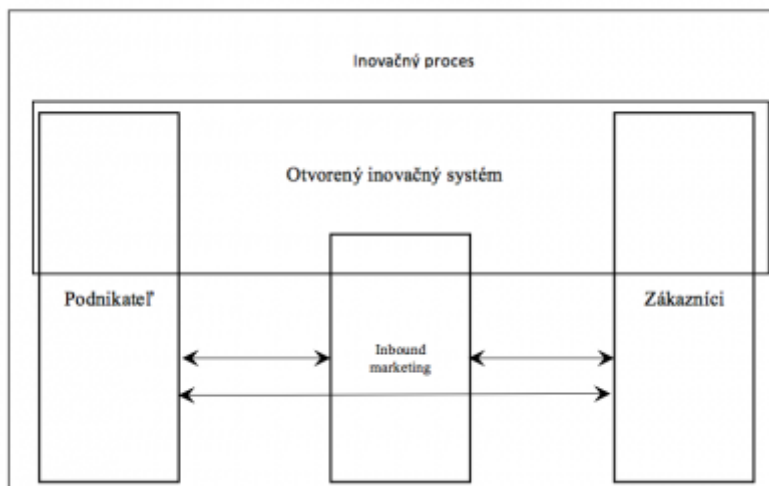 Inovačný proces
Otvorený inovačný systém
Podnikateľ
Zákazníci
Inbound
marketing